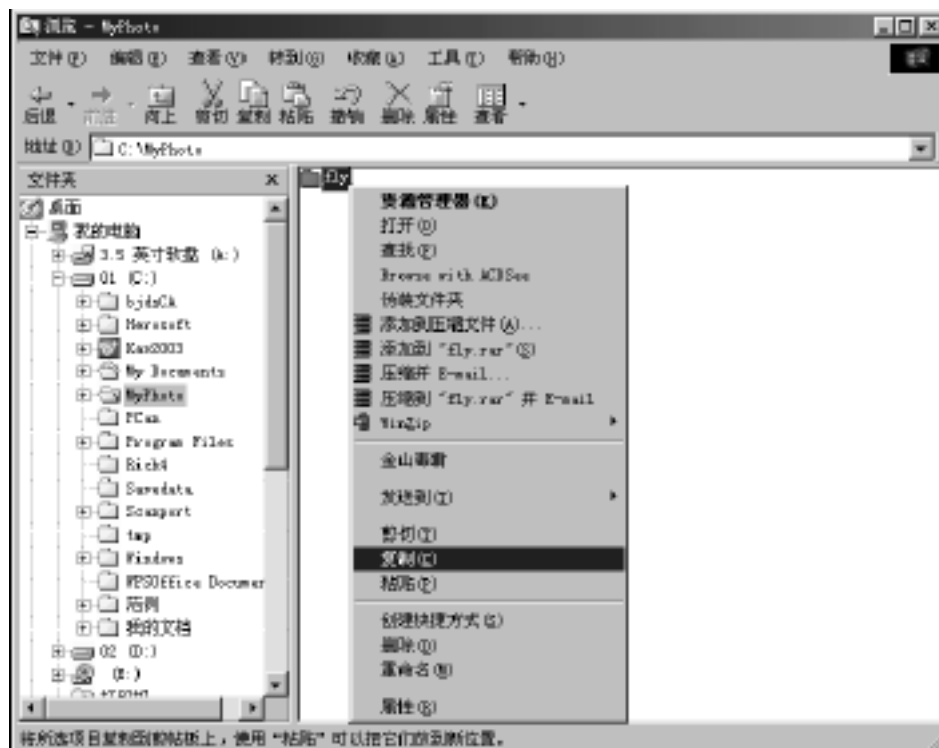 浏览 - MyPhoto
文件(F) 编辑(E) 查看(V) 转到(G) 收藏(A) 工具(T) 帮助(H)
后退 前进 向上 剪切 复制 粘贴 撤销 删除 属性 查看
地址(D) C:\MyPhoto
文件夹
桌面
我的电脑
3.5 英寸软盘 (A:)
01 (C:)
bjdsCA
Kav2003
My Documents
MyPhoto
PCam
Program Files
Rich4
Savedata
Scanport
tmp
Windows
WPSOffice Documen
范例
我的文档
02 (D:)
(E:)
fly
资源管理器(E)
打开(O)
查找(F)
Browse with ACDSee
伪装文件夹
添加到压缩文件(A)...
添加到 "fly.rar"(S)
压缩并 E-mail...
压缩到 "fly.rar" 并 E-mail
WinZip
金山毒霸
发送到(T)
剪切(T)
复制(C)
粘贴(P)
创建快捷方式(S)
删除(D)
重命名(M)
属性(R)
将所选项目复制到剪贴板上，使用“粘贴”可以把它们放到新位置。